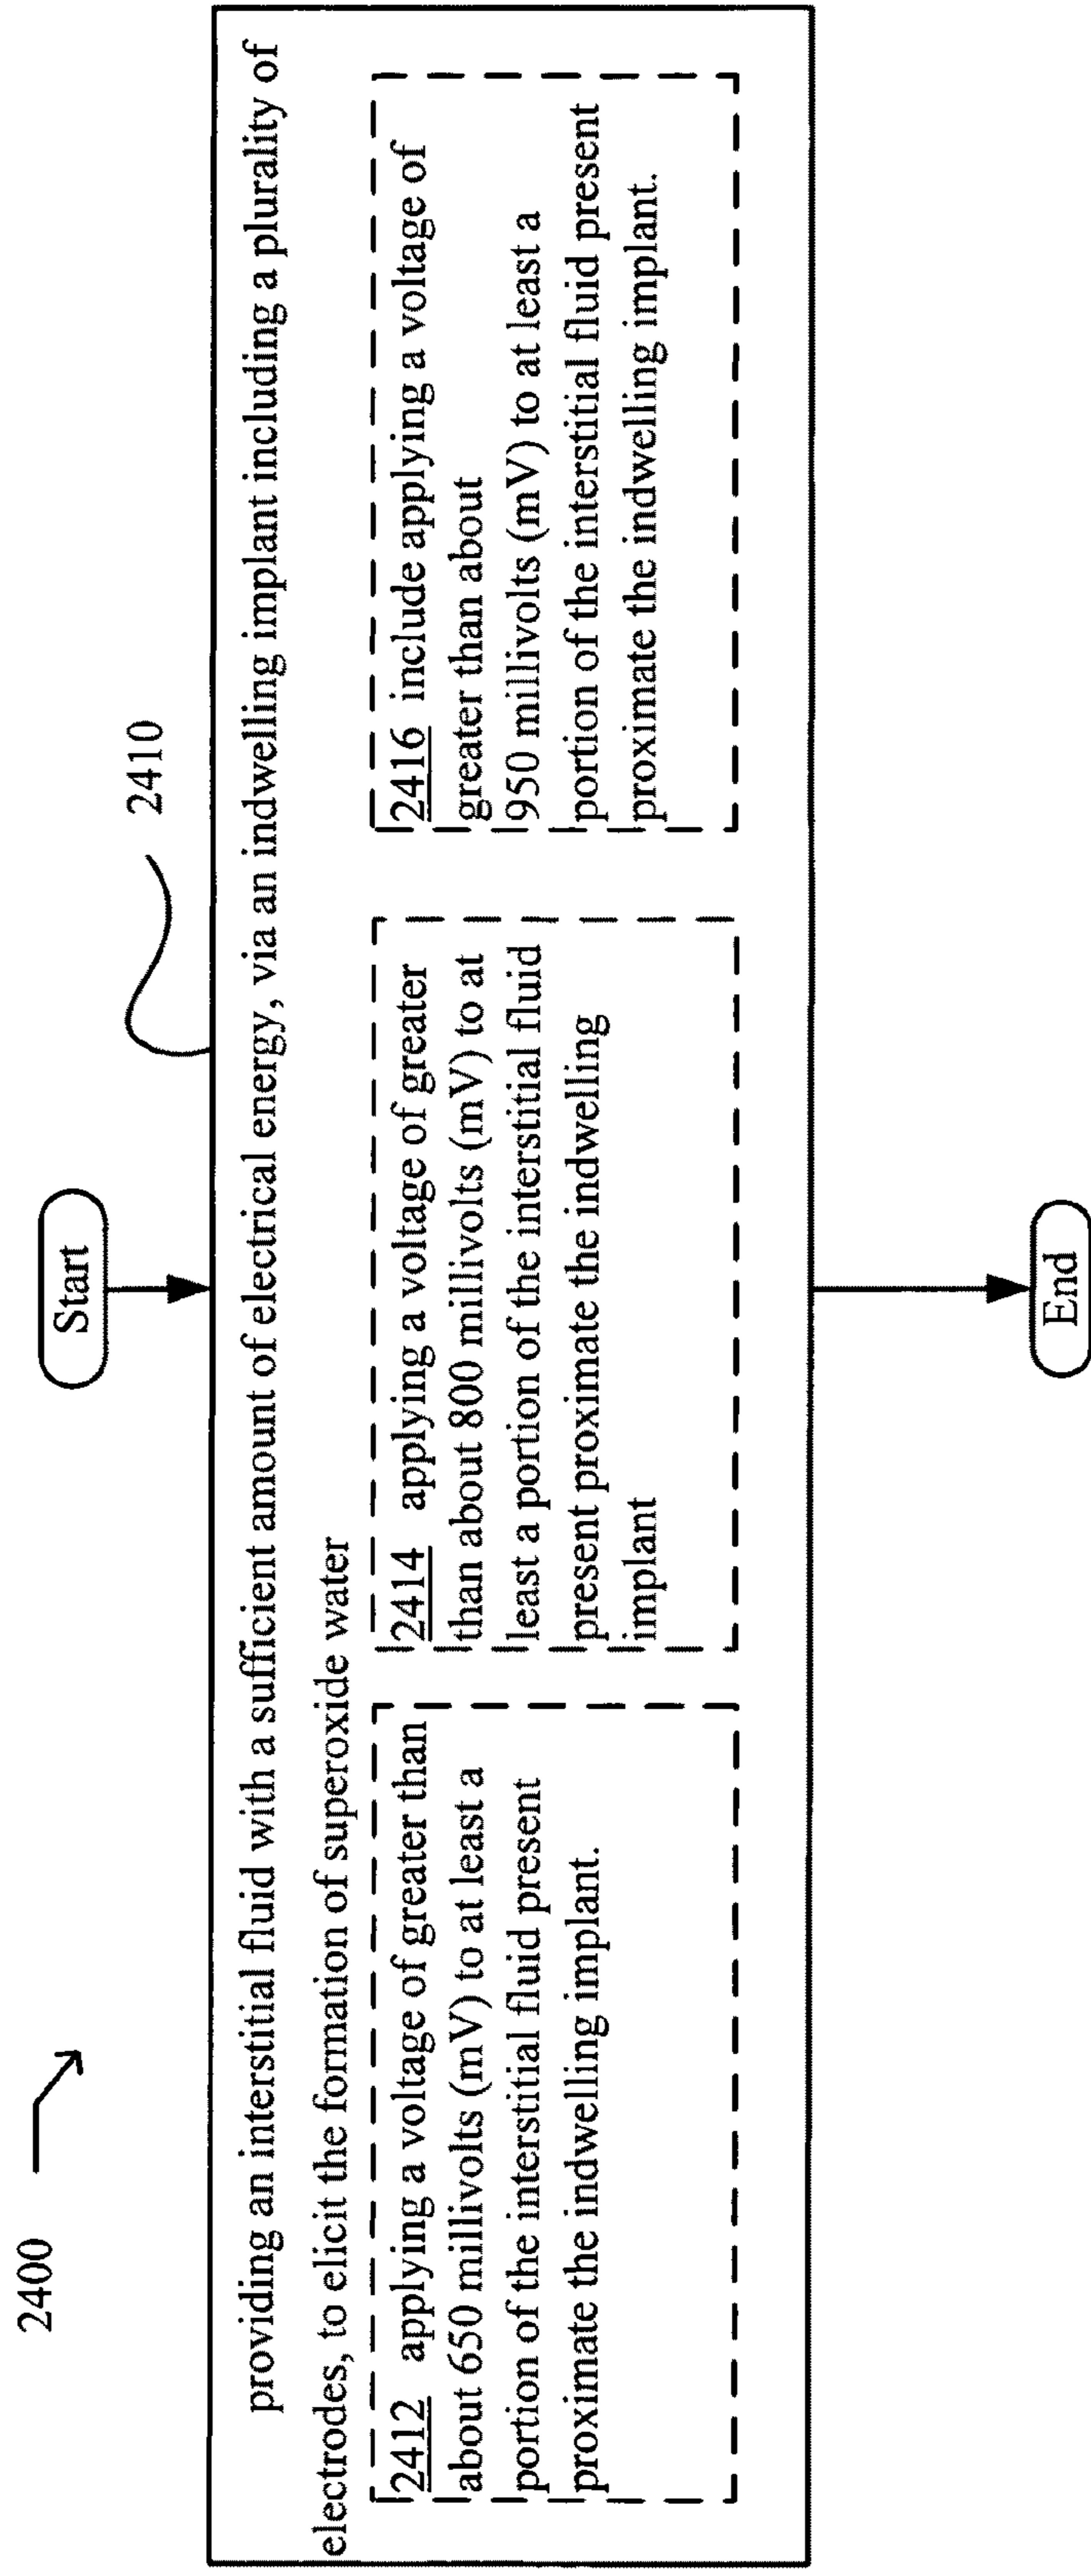 2400
Start
2410
providing an interstitial fluid with a sufficient amount of electrical energy, via an indwelling implant including a plurality of
electrodes, to elicit the formation of superoxide water
2412 applying a voltage of greater than
about 650 millivolts (mV) to at least a
portion of the interstitial fluid present
proximate the indwelling implant.
2414 applying a voltage of greater
than about 800 millivolts (mV) to at
least a portion of the interstitial fluid
present proximate the indwelling
implant
2416 include applying a voltage of
greater than about
950 millivolts (mV) to at least a
portion of the interstitial fluid present
proximate the indwelling implant.
End